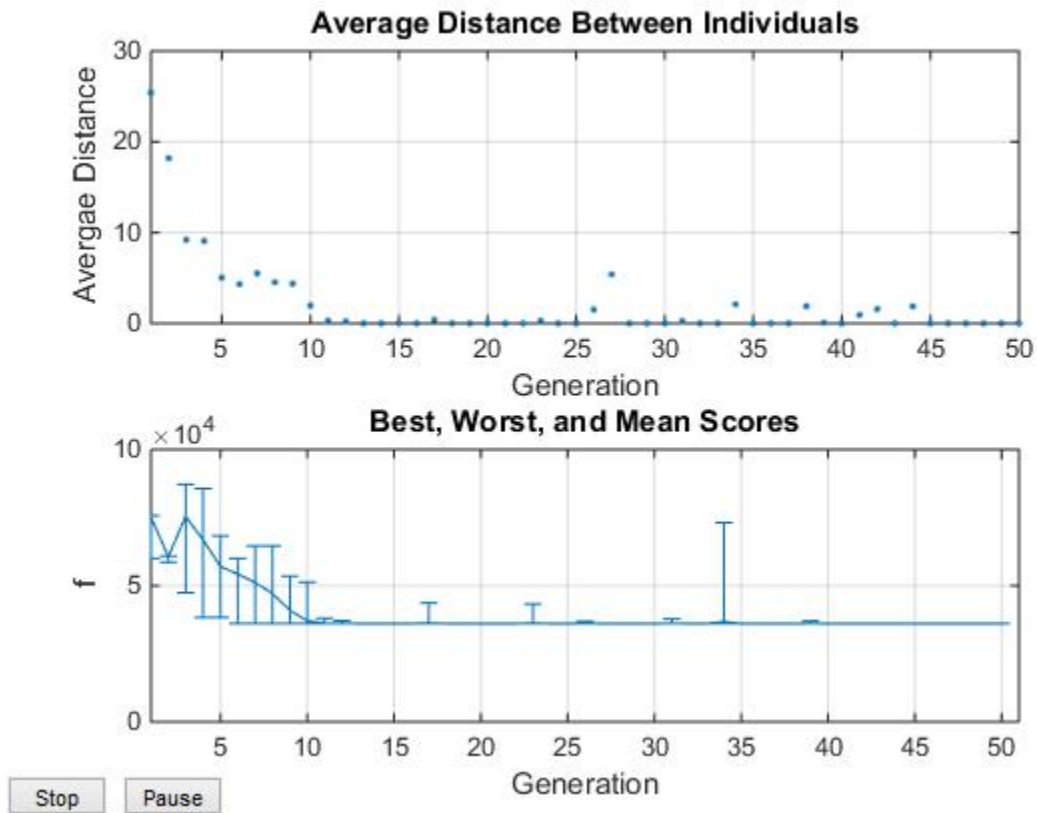 Average Distance Between Individuals
30
20
10
0
Avergae Distance
5 10 15 20 25 30 35 40 45 50
Generation
Best, Worst, and Mean Scores
×10^4
10
5
0
f
5 10 15 20 25 30 35 40 45 50
Generation
Stop Pause